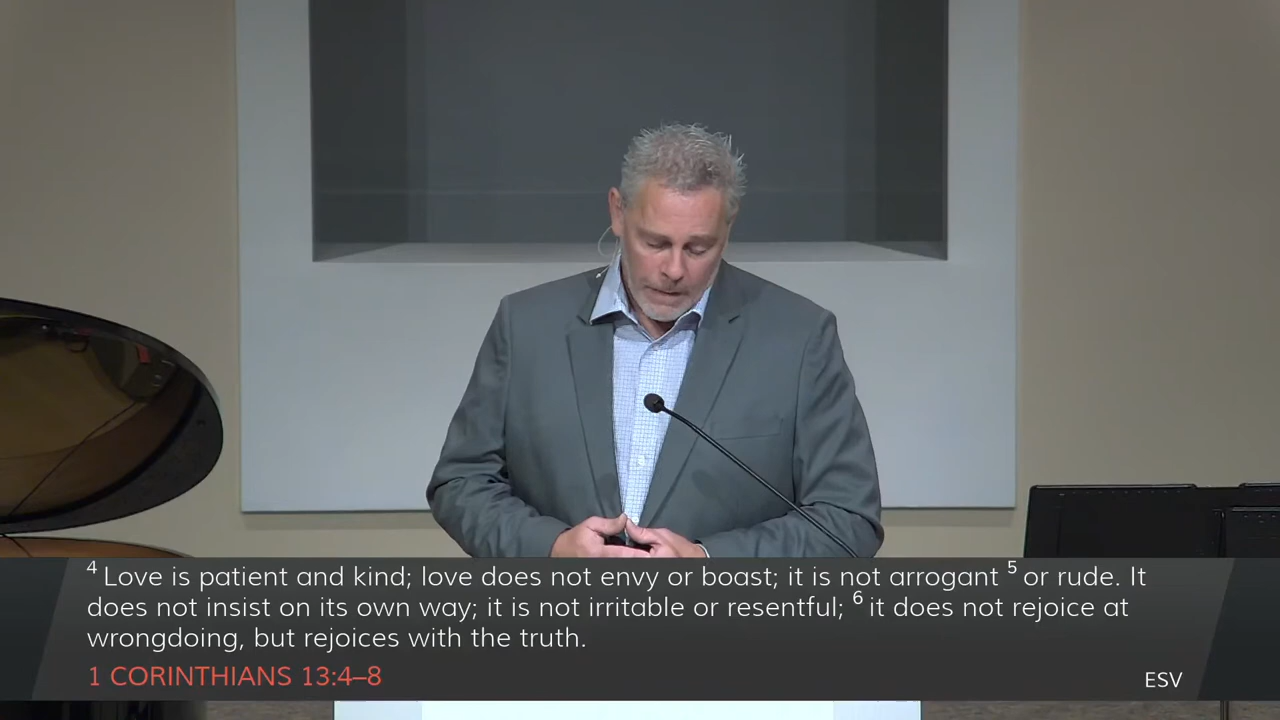 ⁴ Love is patient and kind; love does not envy or boast; it is not arrogant ⁵ or rude. It
does not insist on its own way; it is not irritable or resentful; ⁶ it does not rejoice at
wrongdoing, but rejoices with the truth.
1 CORINTHIANS 13:4–8
ESV